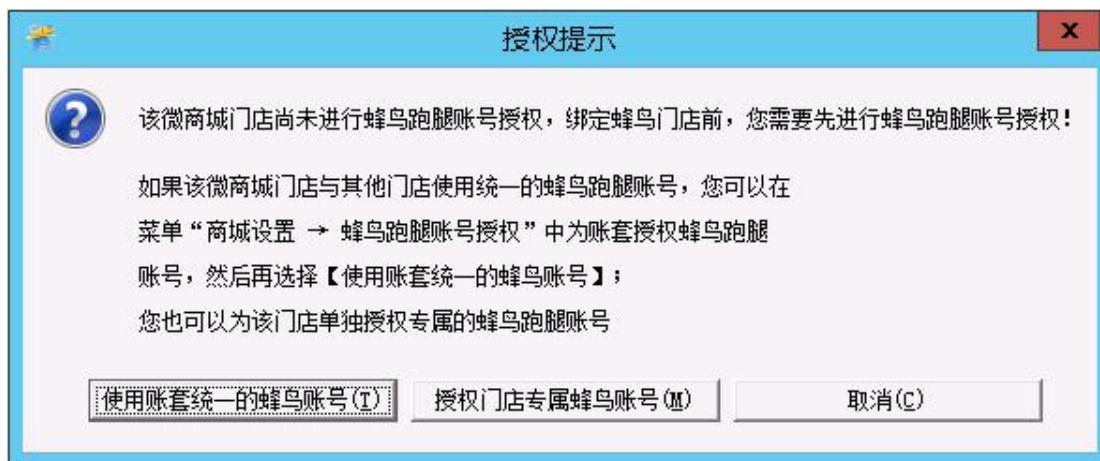 授权提示
x
该微商城门店尚未进行蜂鸟跑腿账号授权，绑定蜂鸟门店前，您需要先进行蜂鸟跑腿账号授权！
如果该微商城门店与其他门店使用统一的蜂鸟跑腿账号，您可以在
菜单“商城设置 → 蜂鸟跑腿账号授权”中为账套授权蜂鸟跑腿
账号，然后再选择【使用账套统一的蜂鸟账号】；
您也可以为该门店单独授权专属的蜂鸟跑腿账号
使用账套统一的蜂鸟账号(T) 授权门店专属蜂鸟账号(M) 取消(C)